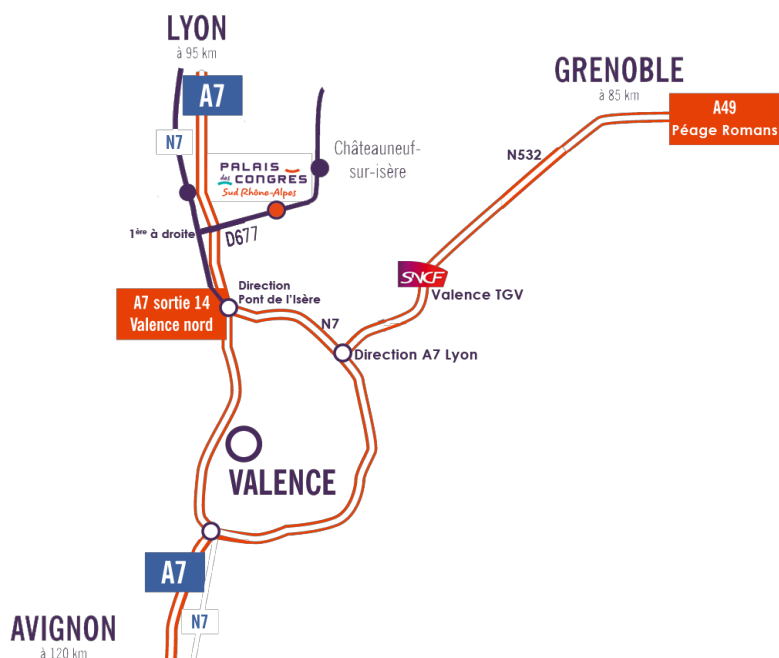 LYON
à 95 km
A7
N7
GRENOBLE
à 85 km
A49
Péage Romans
N532
Châteauneuf-
sur-isère
PALAIS
des CONGRÈS
Sud Rhône-Alpes
1ère à droite
D677
SNCF
Valence TGV
Direction
Pont de l'Isère
A7 sortie 14
Valence nord
N7
Direction A7 Lyon
VALENCE
A7
N7
AVIGNON
à 120 km